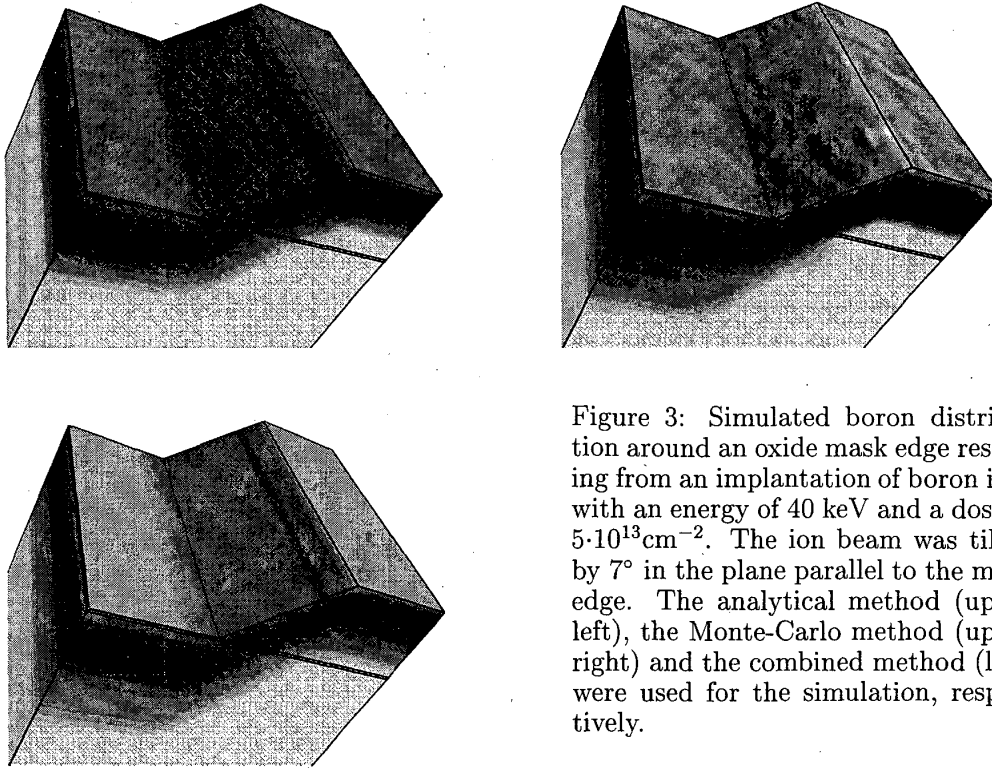 Figure 3: Simulated boron distri
tion around an oxide mask edge res
ing from an implantation of boron i
with an energy of 40 keV and a dos
5·10¹³cm⁻². The ion beam was til
by 7° in the plane parallel to the m
edge. The analytical method (up
left), the Monte-Carlo method (up
right) and the combined method (l
were used for the simulation, resp
tively.